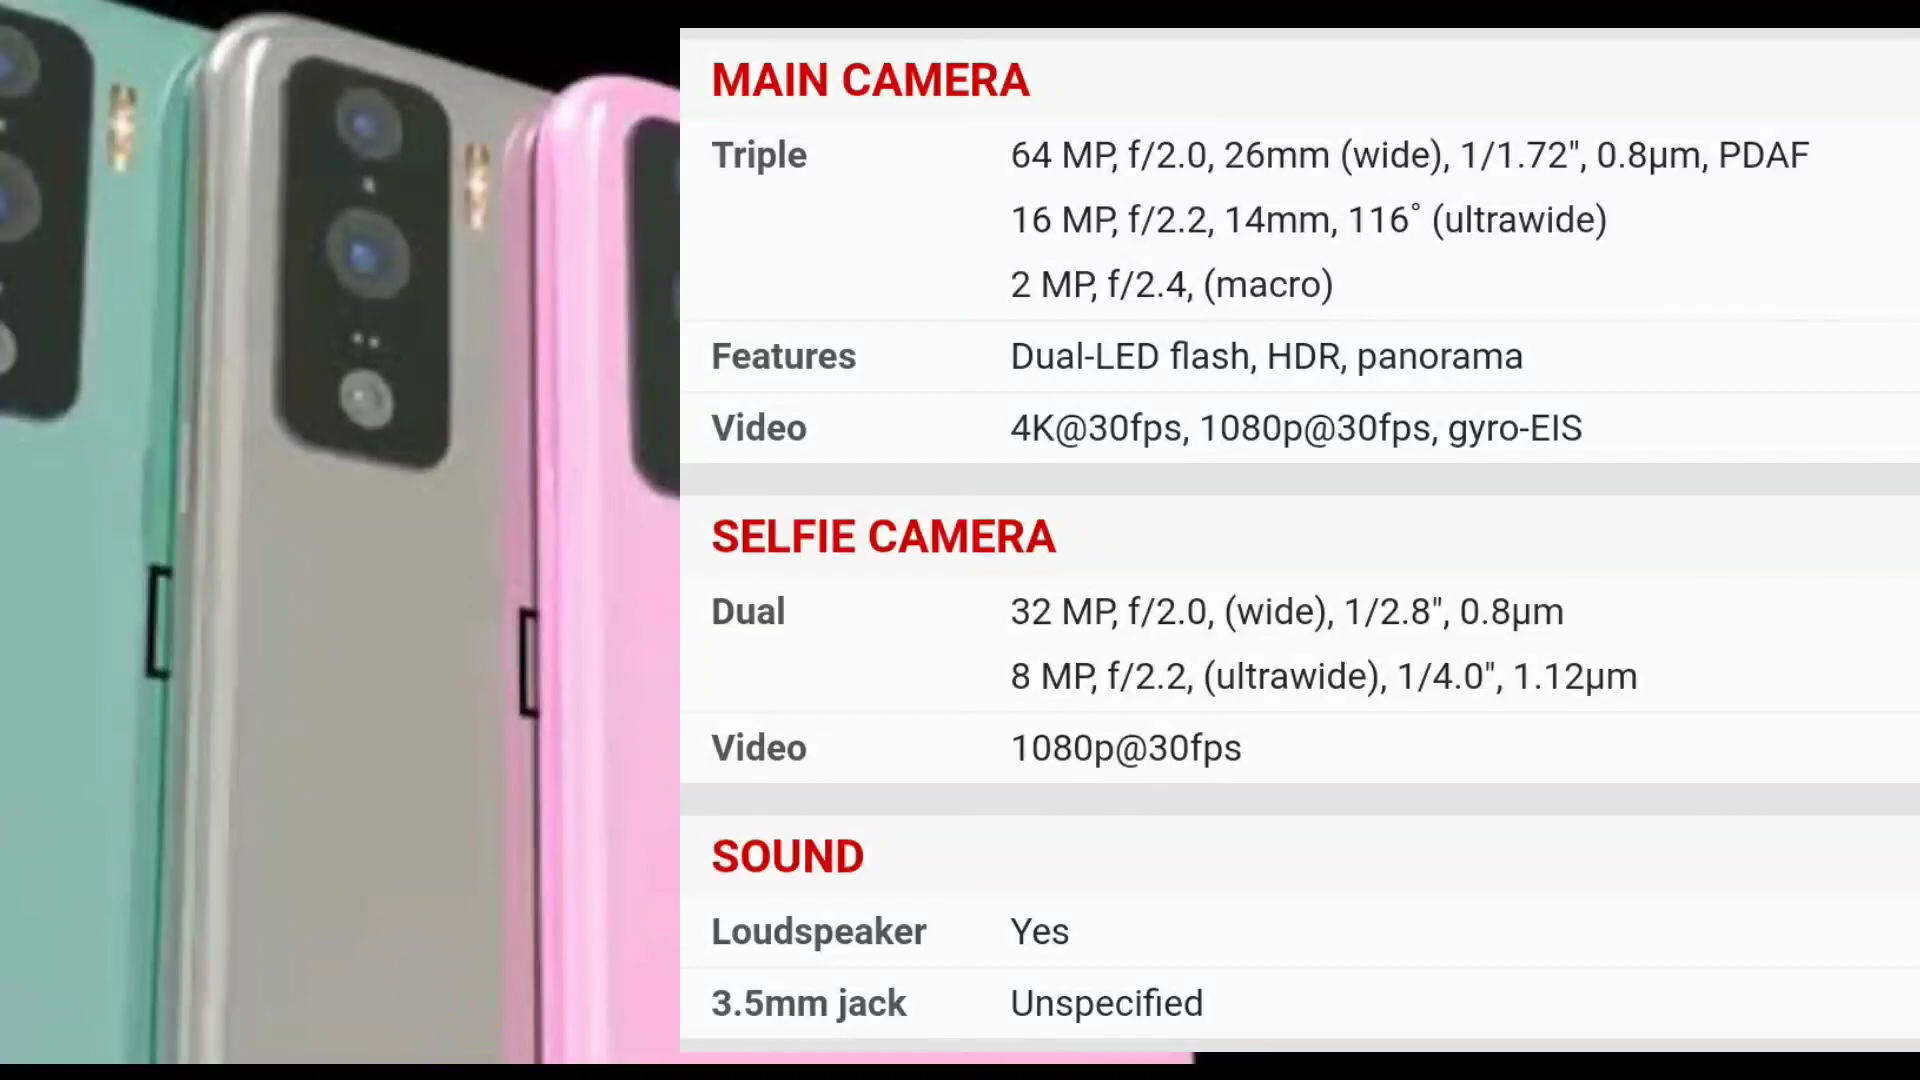 MAIN CAMERA
Triple 64 MP, f/2.0, 26mm (wide), 1/1.72", 0.8µm, PDAF
16 MP, f/2.2, 14mm, 116˚ (ultrawide)
2 MP, f/2.4, (macro)
Features Dual-LED flash, HDR, panorama
Video 4K@30fps, 1080p@30fps, gyro-EIS
SELFIE CAMERA
Dual 32 MP, f/2.0, (wide), 1/2.8", 0.8µm
8 MP, f/2.2, (ultrawide), 1/4.0", 1.12µm
Video 1080p@30fps
SOUND
Loudspeaker Yes
3.5mm jack Unspecified